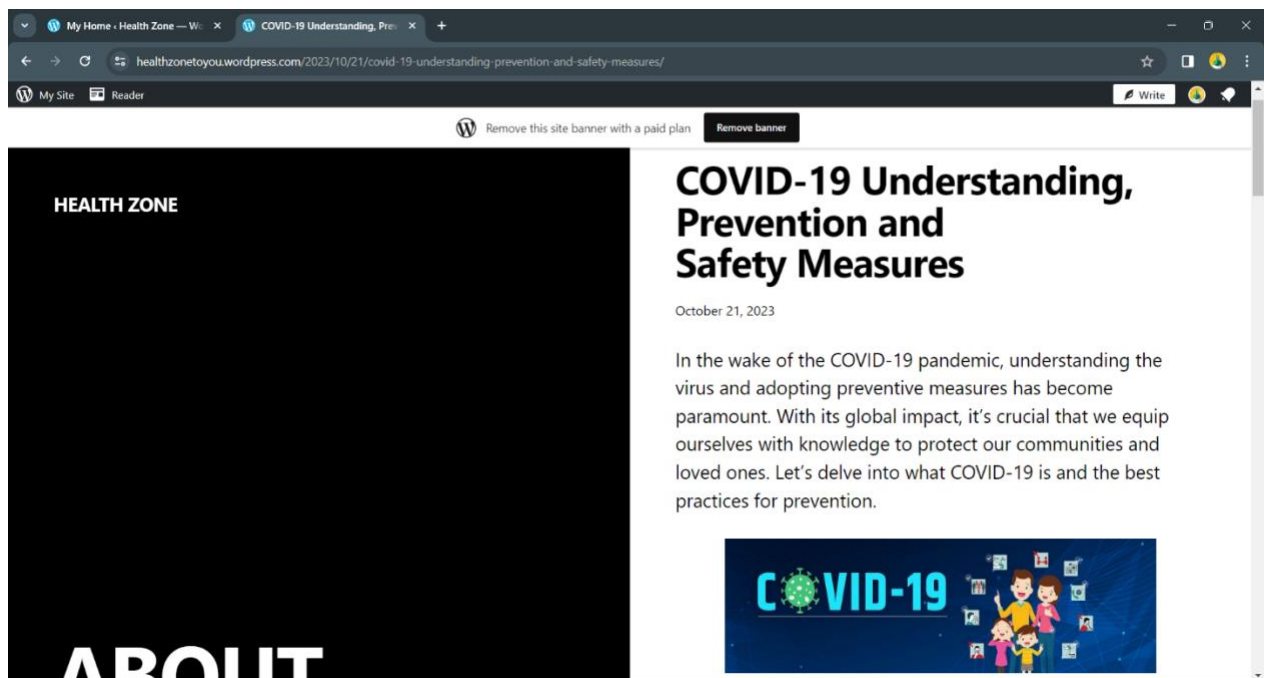 My Home ‹ Health Zone — Wo
COVID-19 Understanding, Prev
healthzonetoyou.wordpress.com/2023/10/21/covid-19-understanding-prevention-and-safety-measures/
My Site Reader Write
Remove this site banner with a paid plan Remove banner
HEALTH ZONE
ABOUT
COVID-19 Understanding,
Prevention and
Safety Measures
October 21, 2023
In the wake of the COVID-19 pandemic, understanding the
virus and adopting preventive measures has become
paramount. With its global impact, it’s crucial that we equip
ourselves with knowledge to protect our communities and
loved ones. Let’s delve into what COVID-19 is and the best
practices for prevention.
COVID-19